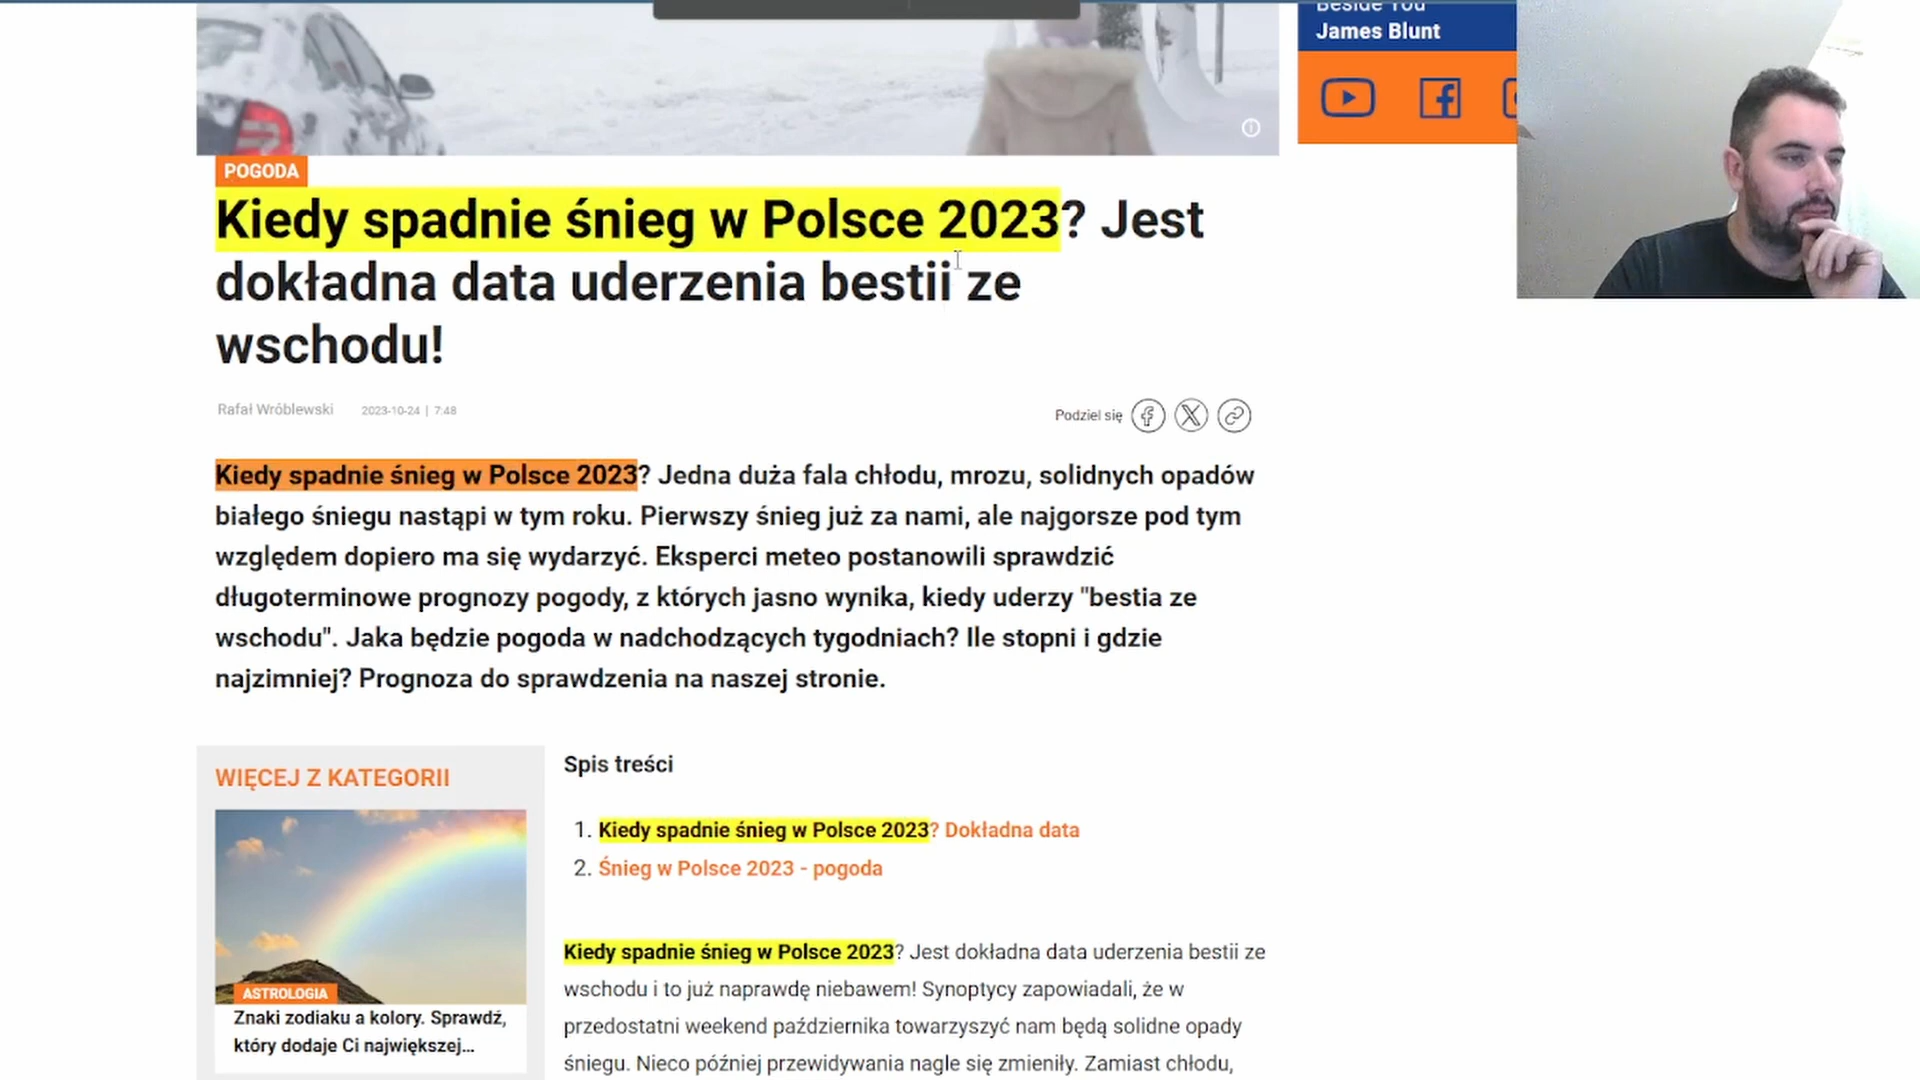 Beside You
James Blunt
POGODA
Kiedy spadnie śnieg w Polsce 2023? Jest
dokładna data uderzenia bestii ze
wschodu!
Rafał Wróblewski 2023-10-24 | 7:48
Podziel się
Kiedy spadnie śnieg w Polsce 2023? Jedna duża fala chłodu, mrozu, solidnych opadów
białego śniegu nastąpi w tym roku. Pierwszy śnieg już za nami, ale najgorsze pod tym
względem dopiero ma się wydarzyć. Eksperci meteo postanowili sprawdzić
długoterminowe prognozy pogody, z których jasno wynika, kiedy uderzy "bestia ze
wschodu". Jaka będzie pogoda w nadchodzących tygodniach? Ile stopni i gdzie
najzimniej? Prognoza do sprawdzenia na naszej stronie.
WIĘCEJ Z KATEGORII
ASTROLOGIA
Znaki zodiaku a kolory. Sprawdź,
który dodaje Ci największej...
Spis treści
1. Kiedy spadnie śnieg w Polsce 2023? Dokładna data
2. Śnieg w Polsce 2023 - pogoda
Kiedy spadnie śnieg w Polsce 2023? Jest dokładna data uderzenia bestii ze
wschodu i to już naprawdę niebawem! Synoptycy zapowiadali, że w
przedostatni weekend października towarzyszyć nam będą solidne opady
śniegu. Nieco później przewidywania nagle się zmieniły. Zamiast chłodu,